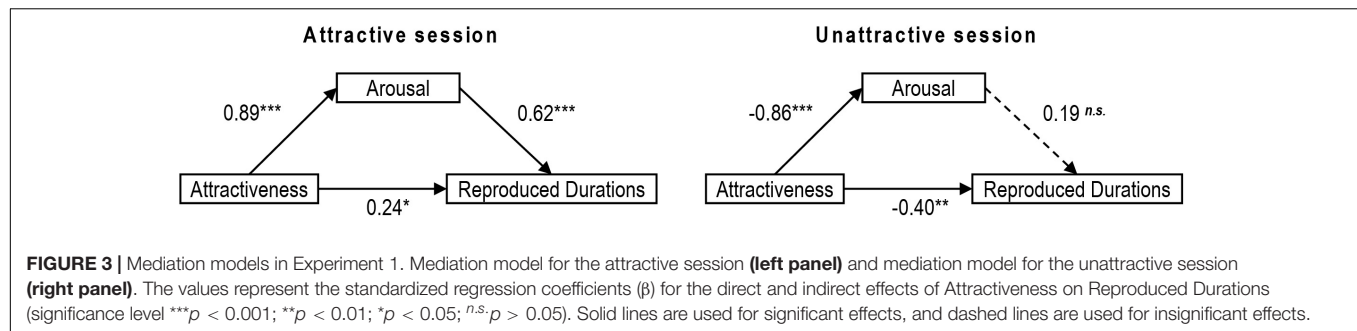 Attractive session
Unattractive session
Arousal
Arousal
0.89***
0.62***
-0.86***
0.19 n.s.
Attractiveness
Reproduced Durations
Attractiveness
Reproduced Durations
0.24*
-0.40**
FIGURE 3 | Mediation models in Experiment 1. Mediation model for the attractive session (left panel) and mediation model for the unattractive session
(right panel). The values represent the standardized regression coefficients (β) for the direct and indirect effects of Attractiveness on Reproduced Durations
(significance level ***p < 0.001; **p < 0.01; *p < 0.05; n.s.p > 0.05). Solid lines are used for significant effects, and dashed lines are used for insignificant effects.